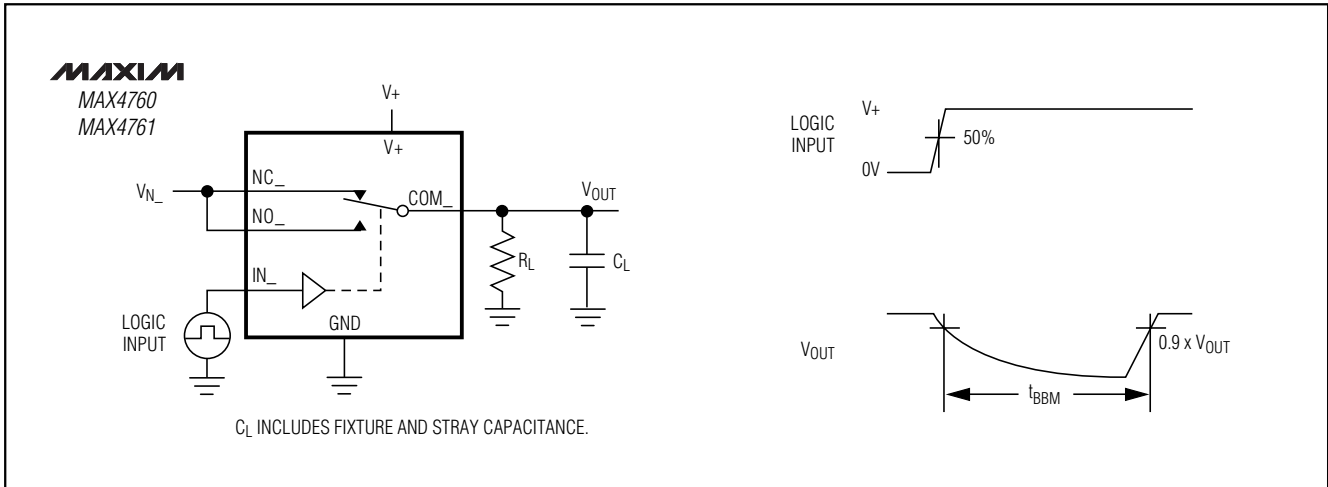 MAXIM
MAX4760
MAX4761
V+
V+
VN_
NC_
NO_
COM_
VOUT
IN_
RL
CL
GND
LOGIC
INPUT
CL INCLUDES FIXTURE AND STRAY CAPACITANCE.
LOGIC
INPUT
V+
0V
50%
VOUT
0.9 x VOUT
tBBM